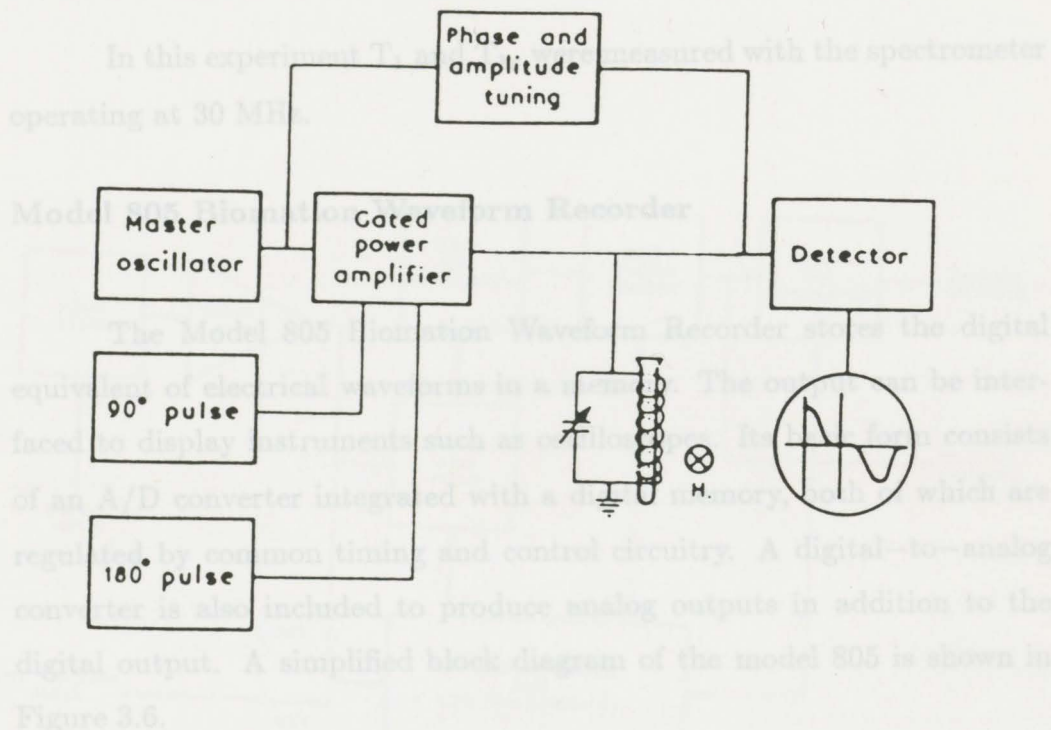 Phase and
amplitude
tuning
In this experiment T₁ and T were measured with the spectrometer
operating at 30 MHz.
Master
oscillator
Gated
power
amplifier
Detector
Model 805 Biomation Waveform Recorder
The Model 805 Biomation Waveform Recorder stores the digital
equivalent of electrical waveforms in a memory. The output can be inter-
90° pulse
faced to display instruments such as oscilloscopes. Its basic form consists
H.
of an A/D converter integrated with a digital memory, both of which are
regulated by common timing and control circuitry. A digital-to-analog
180° pulse
converter is also included to produce analog outputs in addition to the
digital output. A simplified block diagram of the model 805 is shown in
Figure 3.6.